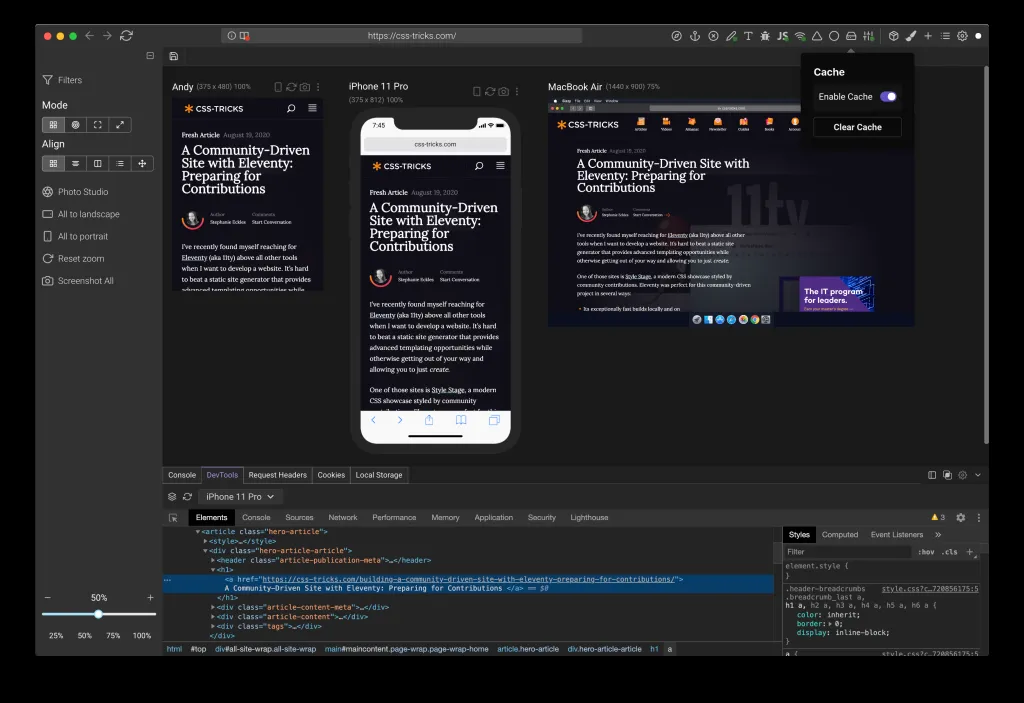 https://css-tricks.com/
JS
Filters
Mode
Align
Photo Studio
All to landscape
All to portrait
Reset zoom
Screenshot All
50%
25% 50% 75% 100%
Andy (375 x 480) 100%
CSS-TRICKS
Fresh Article August 19, 2020
A Community-Driven
Site with Eleventy:
Preparing for
Contributions
Author
Stephanie Eckles
Comments
Start Conversation
I've recently found myself reaching for
Eleventy (aka 11ty) above all other tools
when I want to develop a website. It's hard
to beat a static site generator that provides
advanced templating opportunities while
iPhone 11 Pro
(375 x 812) 100%
7:45
css-tricks.com
CSS-TRICKS
Fresh Article August 19, 2020
A Community-Driven
Site with Eleventy:
Preparing for
Contributions
Author
Stephanie Eckles
Comments
Start Conversation
I've recently found myself reaching for
Eleventy (aka 11ty) above all other tools
when I want to develop a website. It's hard
to beat a static site generator that provides
advanced templating opportunities while
otherwise getting out of your way and
allowing you to just create.
One of those sites is Style Stage, a modern
CSS showcase styled by community
MacBook Air (1440 x 900) 75%
CSS-TRICKS
Articles Videos Almanac Newsletter Guides Books Account
Fresh Article August 19, 2020
A Community-Driven Site with
Eleventy: Preparing for
Contributions
11ty
Author
Stephanie Eckles
Comments
Start Conversation
I've recently found myself reaching for Eleventy (aka 11ty) above all other
tools when I want to develop a website. It's hard to beat a static site
generator that provides advanced templating opportunities while
otherwise getting out of your way and allowing you to just create.
One of those sites is Style Stage, a modern CSS showcase styled by
community contributions. Eleventy was perfect for this community-driven
project in several ways:
Its exceptionally fast builds locally and on
The IT program
for leaders.
Cache
Enable Cache
Clear Cache
Console DevTools Request Headers Cookies Local Storage
iPhone 11 Pro
Elements Console Sources Network Performance Memory Application Security Lighthouse
3
<article class="hero-article">
<style>…</style>
<div class="hero-article-article">
<header class="article-publication-meta">…</header>
<h1>
<a href="https://css-tricks.com/building-a-community-driven-site-with-eleventy-preparing-for-contributions/">
A Community-Driven Site with Eleventy: Preparing for Contributions </a> == $0
</h1>
<div class="article-content-meta">…</div>
<div class="article-content">…</div>
<div class="tags">…</div>
</div>
html #top div#all-site-wrap.all-site-wrap main#maincontent.page-wrap.page-wrap-home article.hero-article div.hero-article-article h1 a
Styles Computed Event Listeners »
Filter :hov .cls +
element.style {
}
.header-breadcrumbs style.css?c…720856175:5
.breadcrumb_last a,
h1 a, h2 a, h3 a, h4 a, h5 a, h6 a {
color: inherit;
border: 0;
display: inline-block;
}
a { style.css?c…720856175:5